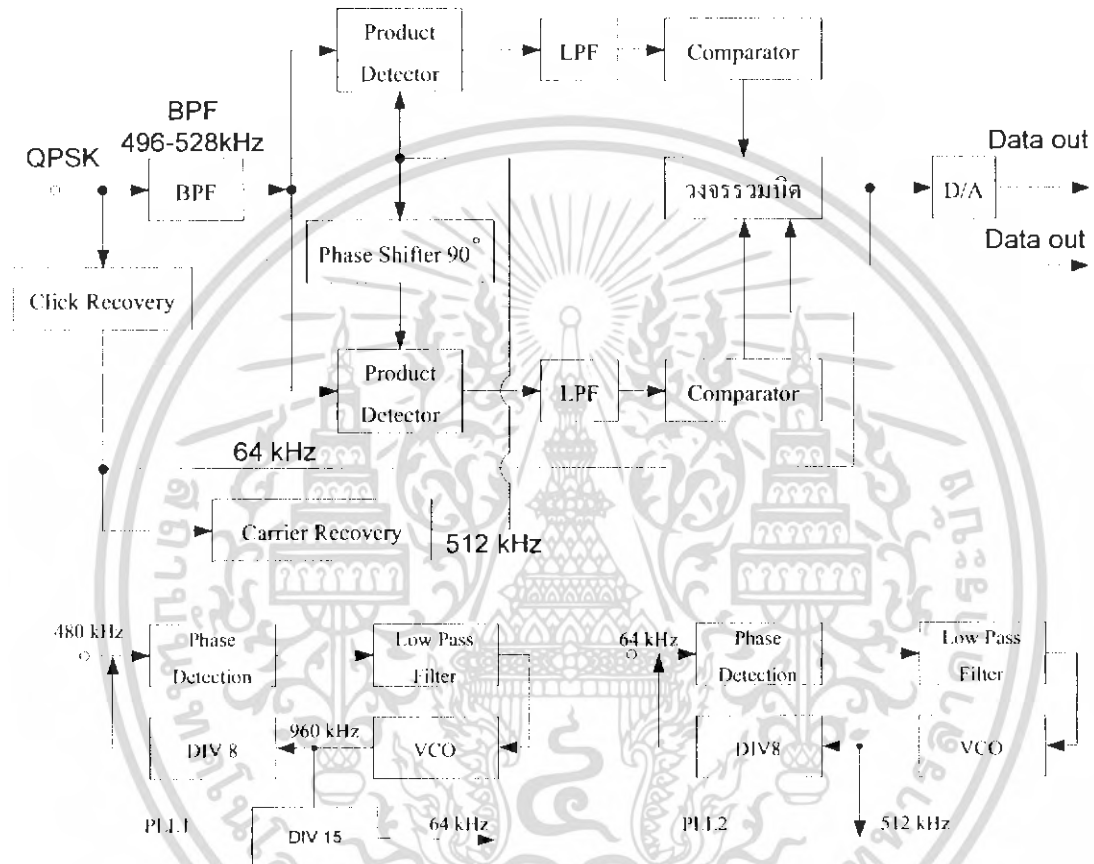 Product
Detector
LPF
Comparator
BPF
496-528kHz
QPSK
BPF
วงจรรวมบิต
Data out
D/A
Data out
Phase Shifter 90°
Click Recovery
Product
Detector
LPF
Comparator
64 kHz
Carrier Recovery
512 kHz
480 kHz
Phase
Detection
Low Pass
Filter
64 kHz
Phase
Detection
Low Pass
Filter
DIV 8
960 kHz
VCO
DIV8
VCO
PLL1
DIV 15
64 kHz
PLL2
512 kHz